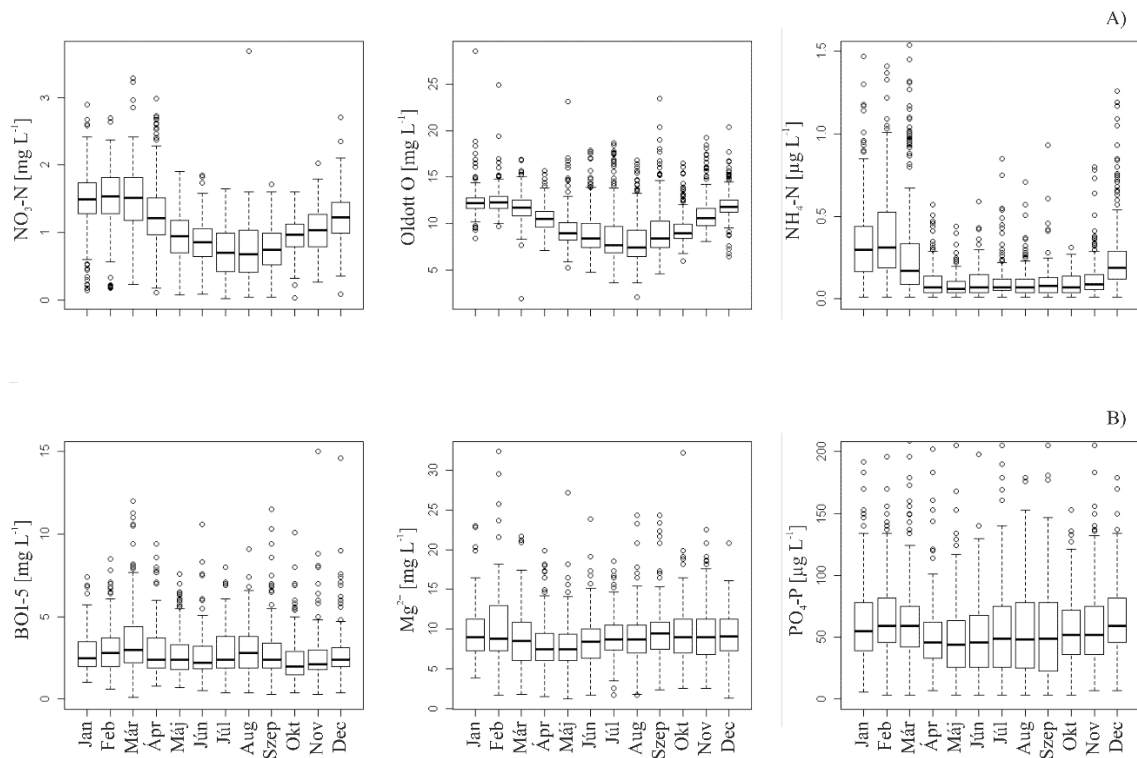 A)
NO₃-N [mg L⁻¹]
0 1 2 3
Oldott O [mg L⁻¹]
5 10 15 20 25
NH₄-N [µg L⁻¹]
0.0 0.5 1.0 1.5
B)
BOI-5 [mg L⁻¹]
0 5 10 15
Jan Feb Már Ápr Máj Jún Júl Aug Szep Okt Nov Dec
Mg²⁻ [mg L⁻¹]
0 5 10 15 20 25 30
Jan Feb Már Ápr Máj Jún Júl Aug Szep Okt Nov Dec
PO₄-P [µg L⁻¹]
0 50 100 150 200
Jan Feb Már Ápr Máj Jún Júl Aug Szep Okt Nov Dec